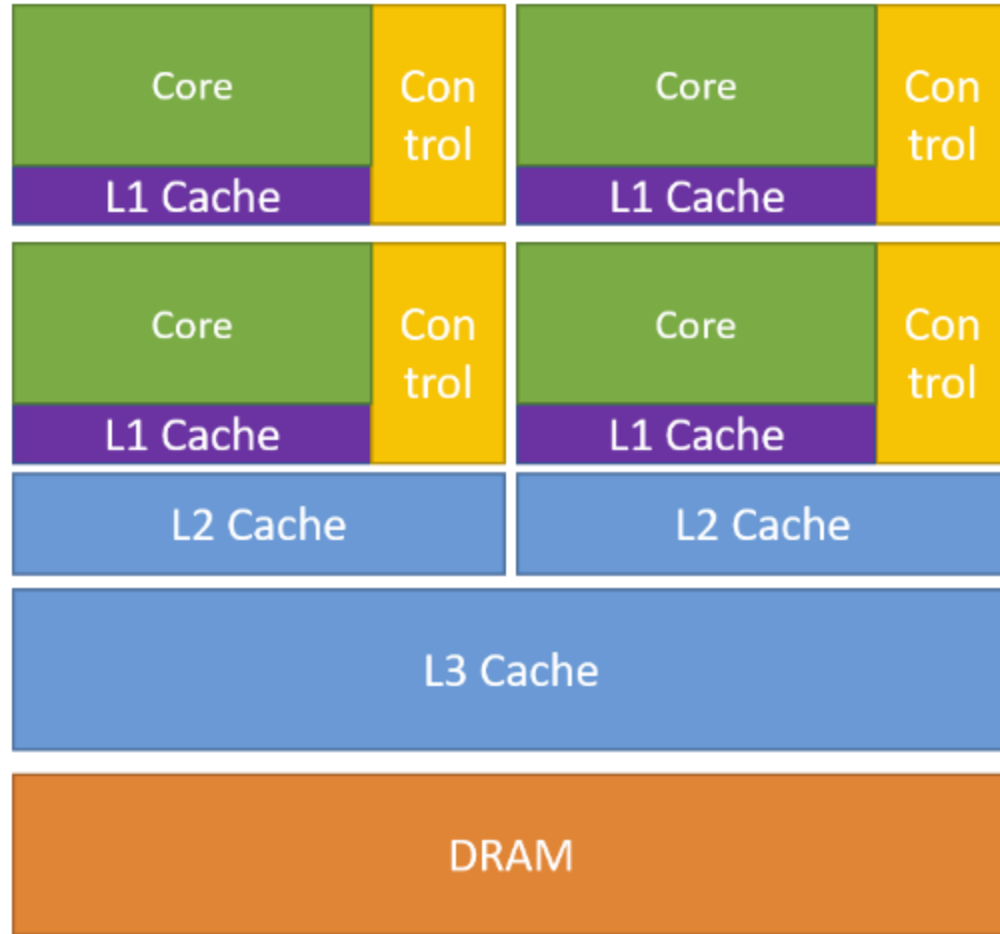 Core
Con
trol
L1 Cache
Core
Con
trol
L1 Cache
Core
Con
trol
L1 Cache
Core
Con
trol
L1 Cache
L2 Cache
L2 Cache
L3 Cache
DRAM